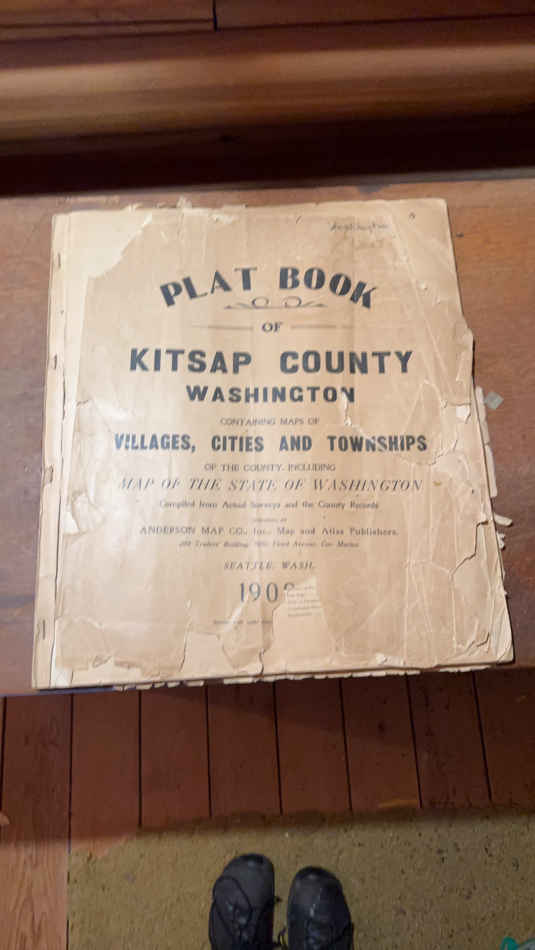 PLAT BOOK
OF
KITSAP COUNTY
WASHINGTON
CONTAINING MAPS OF
VILLAGES, CITIES AND TOWNSHIPS
OF THE COUNTY, INCLUDING
MAP OF THE STATE OF WASHINGTON
Compiled from Actual Surveys and the County Records
ANDERSON MAP CO., Inc., Map and Atlas Publishers.
SEATTLE, WASH.
190